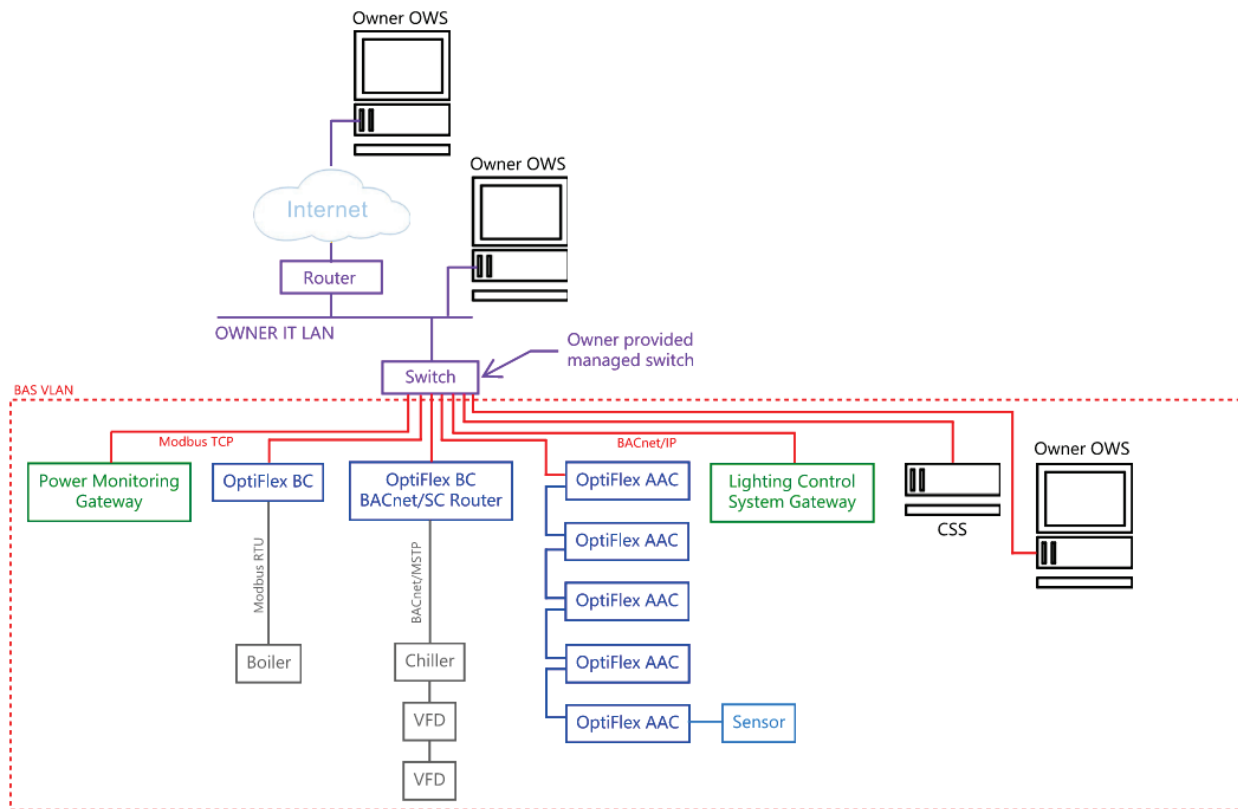 Owner OWS
Owner OWS
Internet
Router
OWNER IT LAN
Owner provided
managed switch
Switch
BAS VLAN
Modbus TCP
BACnet/IP
Owner OWS
Power Monitoring
Gateway
OptiFlex BC
OptiFlex BC
BACnet/SC Router
OptiFlex AAC
Lighting Control
System Gateway
CSS
OptiFlex AAC
Modbus RTU
BACnet/MSTP
OptiFlex AAC
Boiler
Chiller
OptiFlex AAC
VFD
OptiFlex AAC
Sensor
VFD